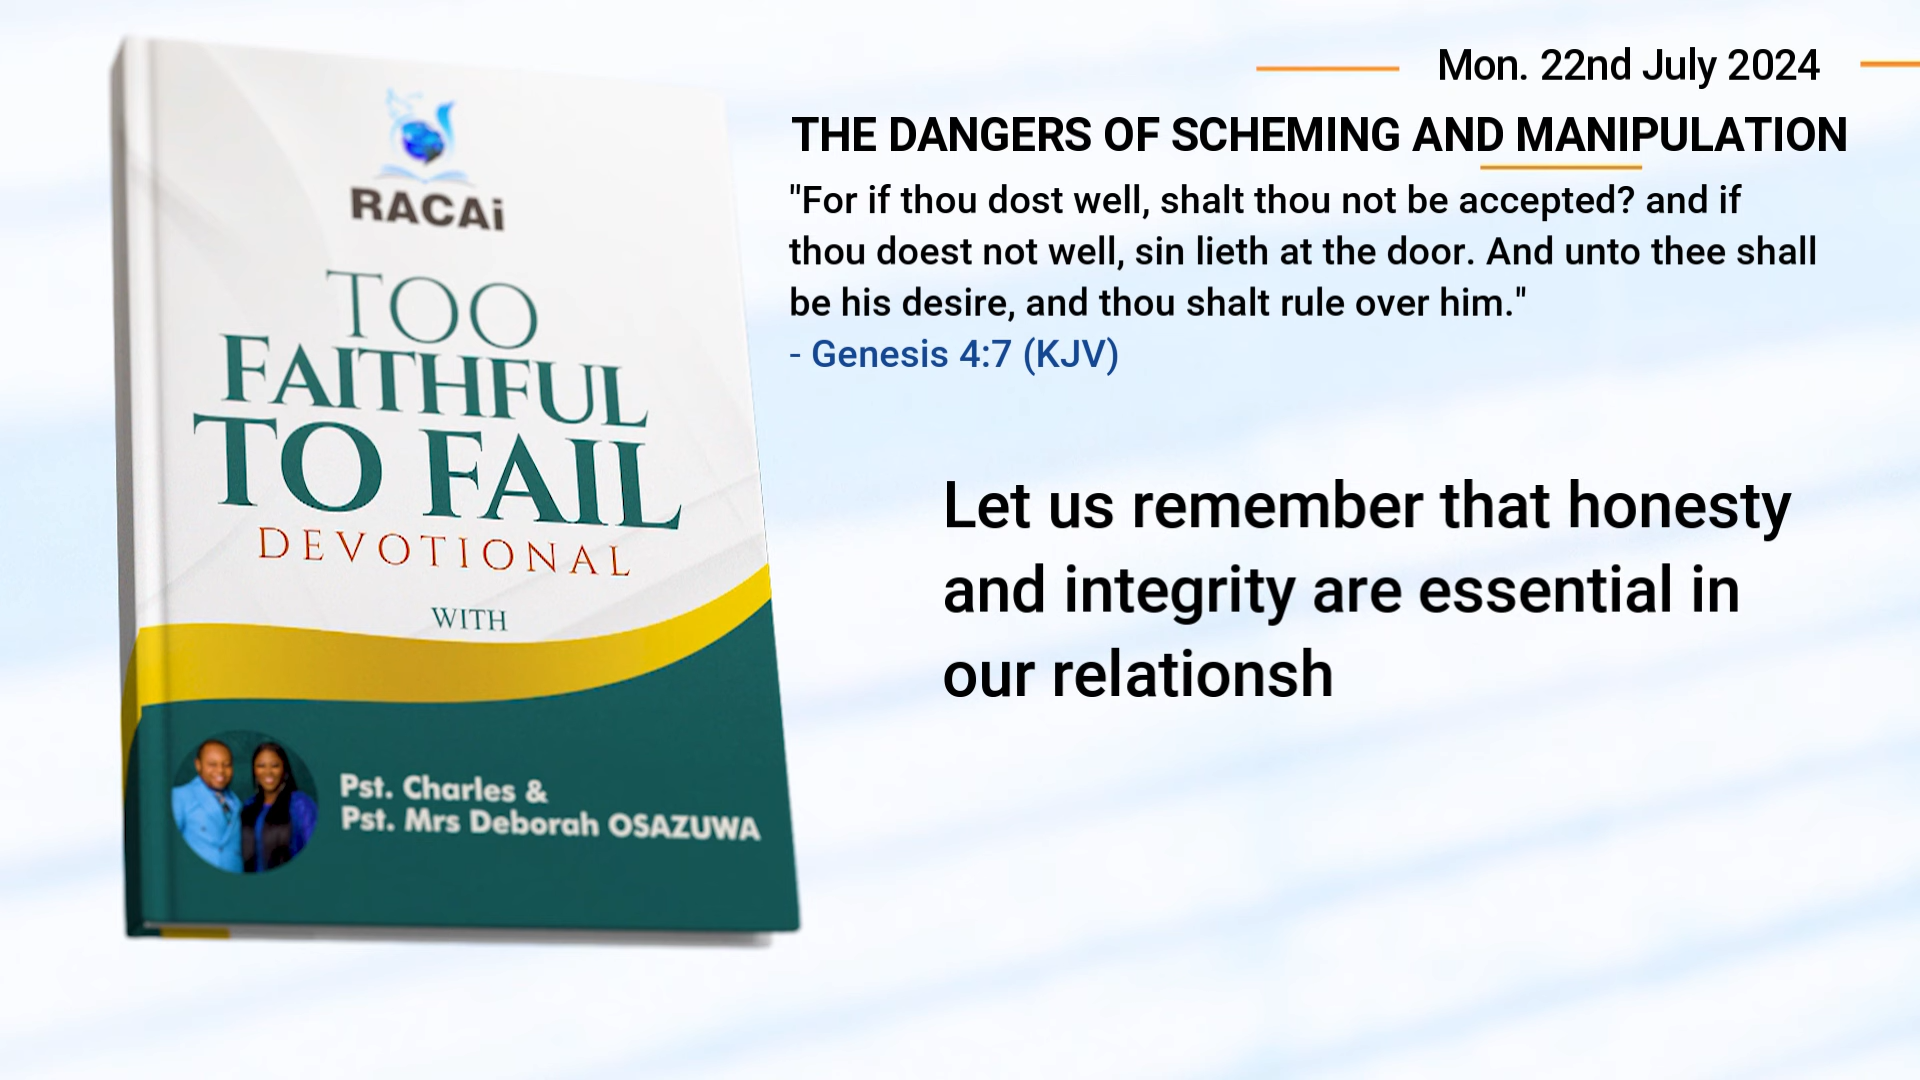 RACAi
TOO
FAITHFUL
TO FAIL
DEVOTIONAL
WITH
Pst. Charles &
Pst. Mrs Deborah OSAZUWA
Mon. 22nd July 2024
THE DANGERS OF SCHEMING AND MANIPULATION
"For if thou dost well, shalt thou not be accepted? and if
thou doest not well, sin lieth at the door. And unto thee shall
be his desire, and thou shalt rule over him."
- Genesis 4:7 (KJV)
Let us remember that honesty
and integrity are essential in
our relationsh